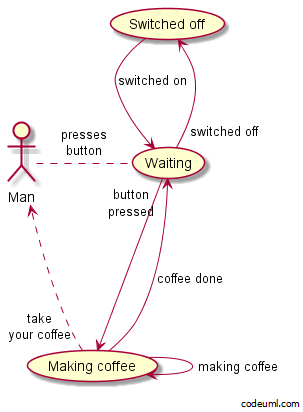 Switched off
switched on
switched off
presses
button
Waiting
Man
button
pressed
coffee done
take
your coffee
Making coffee
making coffee
codeuml.com